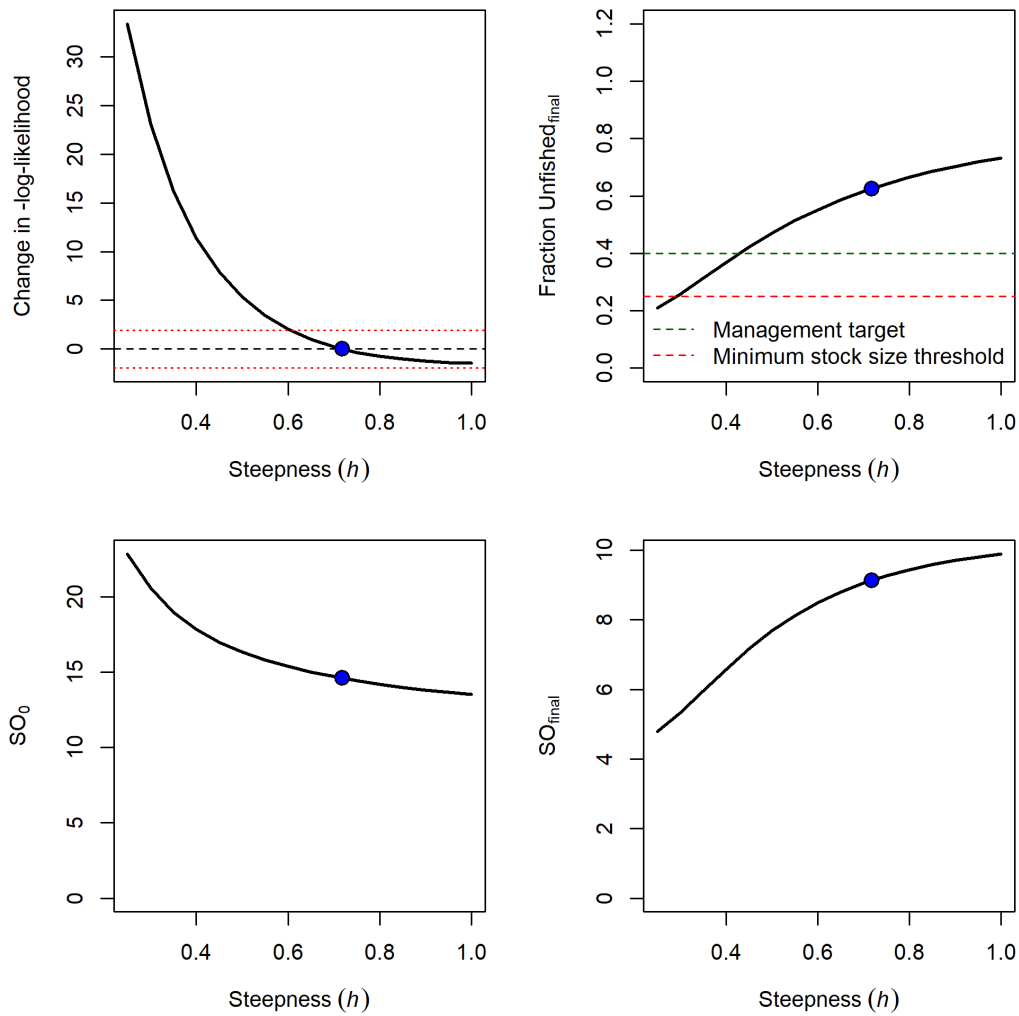 Change in -log-likelihood
30
25
20
15
10
5
0
0.4 0.6 0.8 1.0
Steepness (h)
Fraction Unfished_final
1.2
1.0
0.8
0.6
0.4
0.2
0.0
Management target
Minimum stock size threshold
0.4 0.6 0.8 1.0
Steepness (h)
SO_0
20
15
10
5
0
0.4 0.6 0.8 1.0
Steepness (h)
SO_final
10
8
6
4
2
0
0.4 0.6 0.8 1.0
Steepness (h)